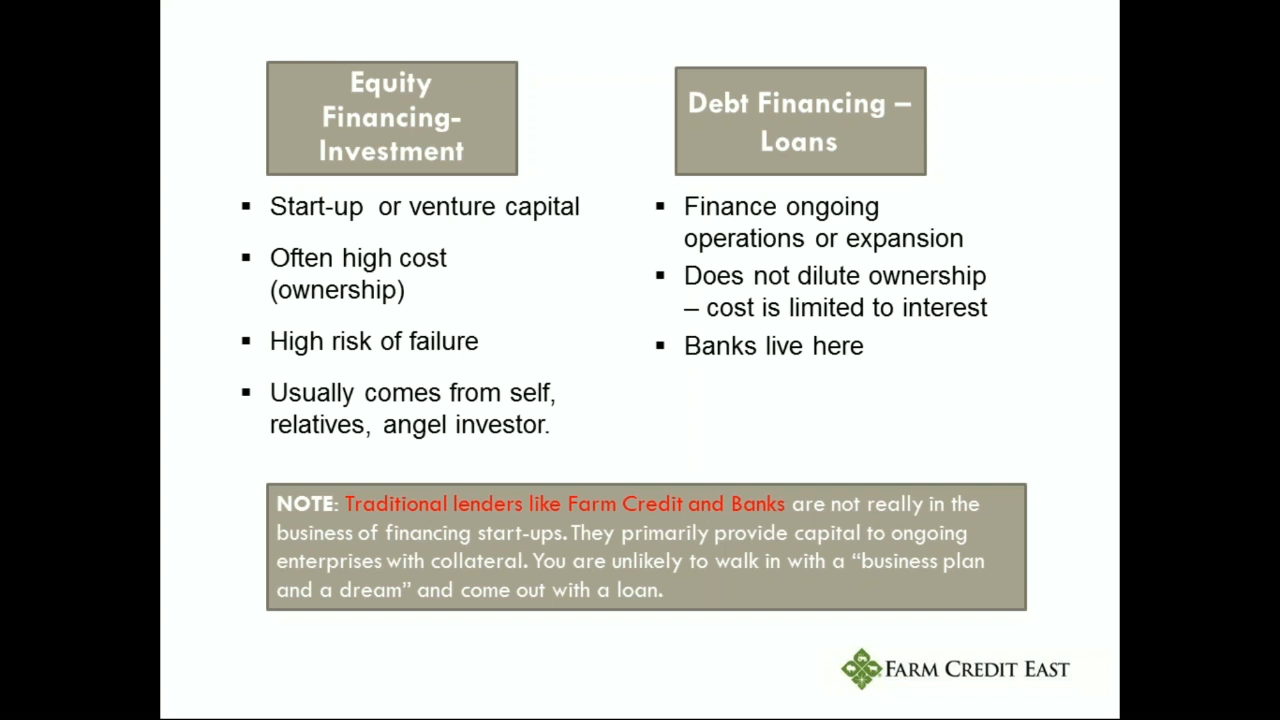 Equity
Financing-
Investment
▪ Start-up or venture capital
▪ Often high cost
(ownership)
▪ High risk of failure
▪ Usually comes from self,
relatives, angel investor.
Debt Financing –
Loans
▪ Finance ongoing
operations or expansion
▪ Does not dilute ownership
– cost is limited to interest
▪ Banks live here
NOTE: Traditional lenders like Farm Credit and Banks are not really in the
business of financing start-ups. They primarily provide capital to ongoing
enterprises with collateral. You are unlikely to walk in with a “business plan
and a dream” and come out with a loan.
FARM CREDIT EAST